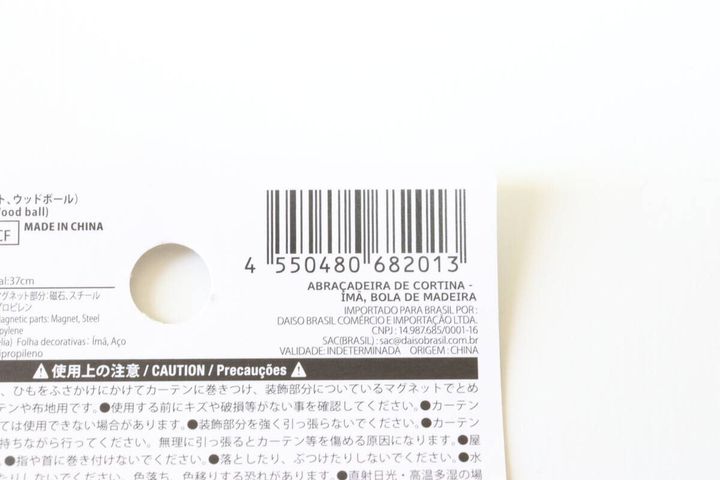 ト、ウッドボール)
ood ball)
CF MADE IN CHINA
al:37cm
マグネット部分:磁石、スチール
プロピレン
agnetic parts: Magnet, Steel
pylene
elia) Folha decorativas: Ímá, Aço
lipropileno
4 550480 682013
ABRAÇADEIRA DE CORTINA -
ÍMÃ, BOLA DE MADEIRA
IMPORTADO PARA BRASIL POR :
DAISO BRASIL COMÉRCIO E IMPORTAÇÃO LTDA.
CNPJ : 14.987.685/0001-16
SAC(BRASIL) : sac@daisobrasil.com.br
VALIDADE: INDETERMINADA ORIGEM : CHINA
使用上の注意 / CAUTION / Precauções
、ひもをふさかけにかけてカーテンに巻きつけ、装飾部分についているマグネットでとめ
テンや布地用です。●使用する前にキズや破損等がない事を確認してください。●カーテン
ては使用できない場合があります。●装飾部分を強く引っ張らないでください。●カーテン
持ちながら行ってください。無理に引っ張るとカーテン等を傷める原因になります。●屋
。●指や首に巻き付けないでください。●落としたり、ぶつけたりしないでください。●水
たりしないでください。色落ち、色移りする恐れがあります。●直射日光・高温多湿の場